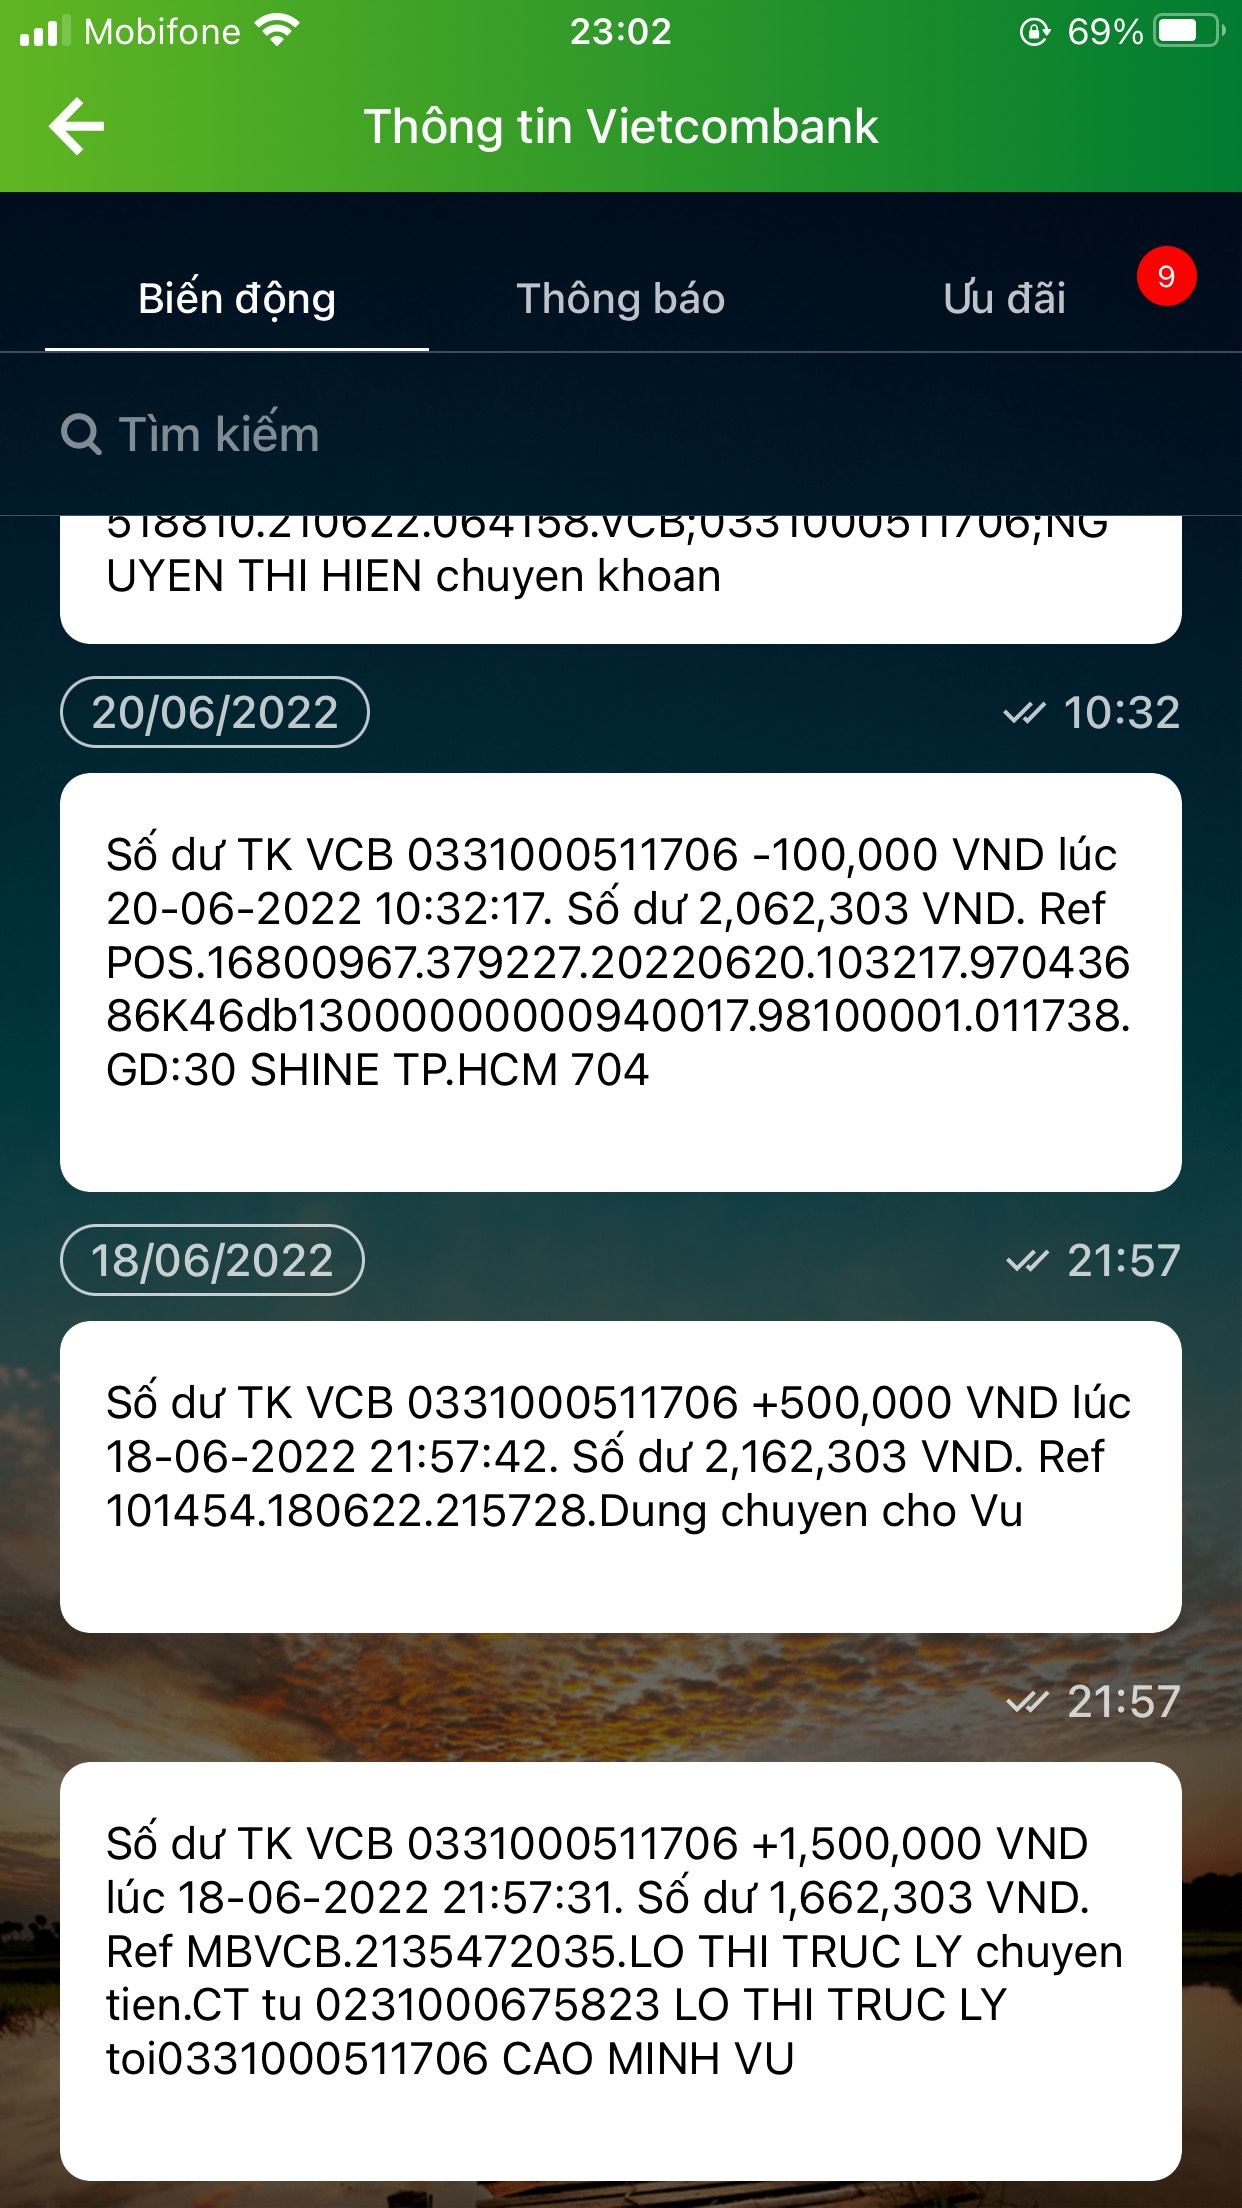 Mobifone
23:02
69%
Thông tin Vietcombank
Biến động
Thông báo
Ưu đãi
9
Tìm kiếm
518810.210622.064158.VCB;0331000511706;NG
UYEN THI HIEN chuyen khoan
20/06/2022
10:32
Số dư TK VCB 0331000511706 -100,000 VND lúc
20-06-2022 10:32:17. Số dư 2,062,303 VND. Ref
POS.16800967.379227.20220620.103217.970436
86K46db13000000000940017.98100001.011738.
GD:30 SHINE TP.HCM 704
18/06/2022
21:57
Số dư TK VCB 0331000511706 +500,000 VND lúc
18-06-2022 21:57:42. Số dư 2,162,303 VND. Ref
101454.180622.215728.Dung chuyen cho Vu
21:57
Số dư TK VCB 0331000511706 +1,500,000 VND
lúc 18-06-2022 21:57:31. Số dư 1,662,303 VND.
Ref MBVCB.2135472035.LO THI TRUC LY chuyen
tien.CT tu 0231000675823 LO THI TRUC LY
toi0331000511706 CAO MINH VU